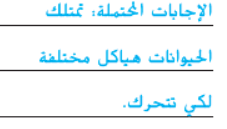 الإجابات المحتملة: تمتلك
الحيوانات هياكل مختلفة
لكي تتحرك.